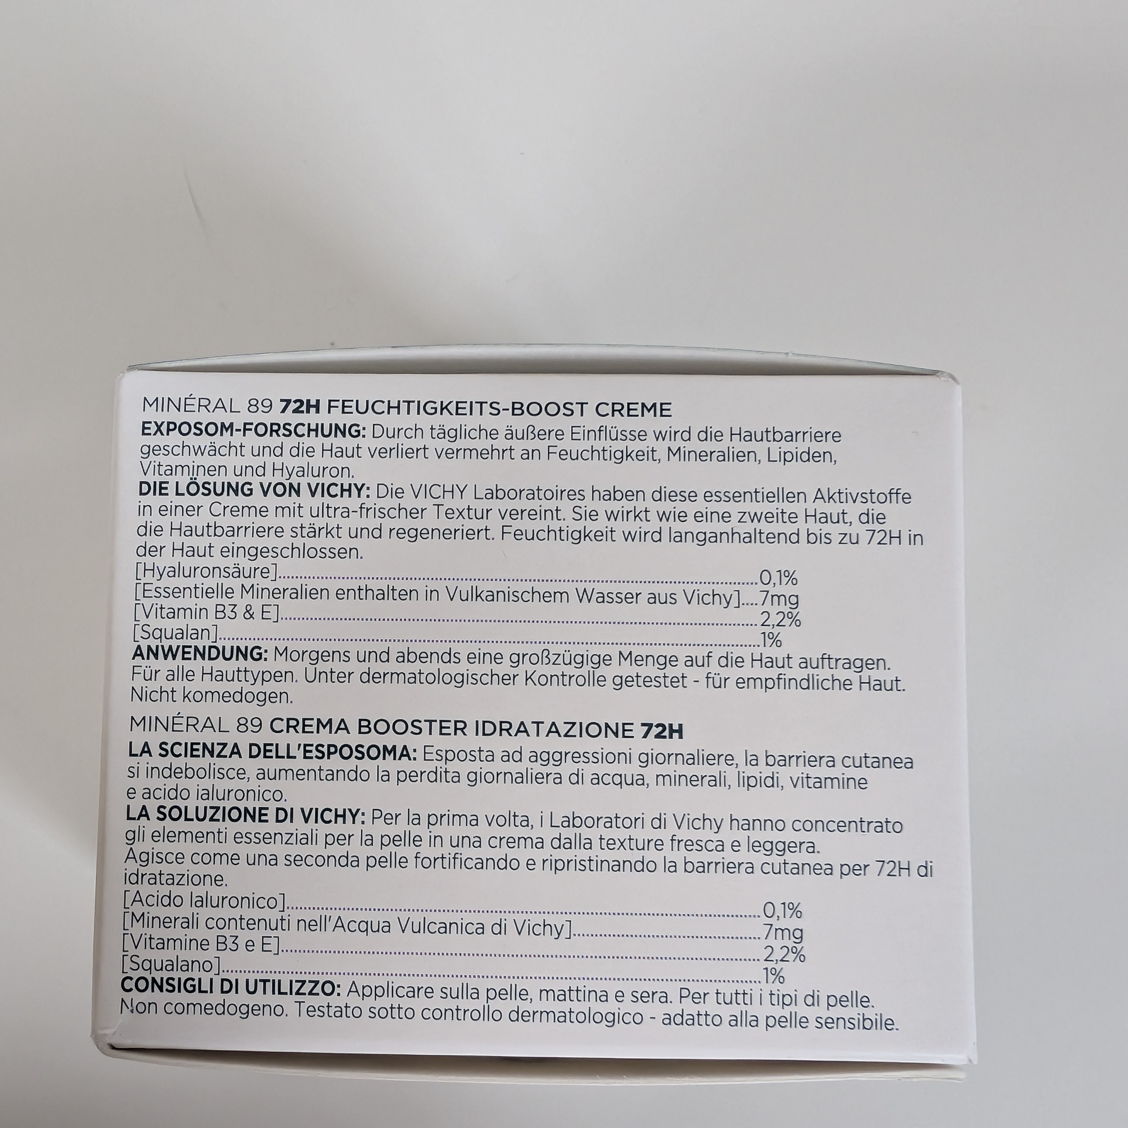 MINÉRAL 89 72H FEUCHTIGKEITS-BOOST CREME
EXPOSOM-FORSCHUNG: Durch tägliche äußere Einflüsse wird die Hautbarriere
geschwächt und die Haut verliert vermehrt an Feuchtigkeit, Mineralien, Lipiden,
Vitaminen und Hyaluron.
DIE LÖSUNG VON VICHY: Die VICHY Laboratoires haben diese essentiellen Aktivstoffe
in einer Creme mit ultra-frischer Textur vereint. Sie wirkt wie eine zweite Haut, die
die Hautbarriere stärkt und regeneriert. Feuchtigkeit wird langanhaltend bis zu 72H in
der Haut eingeschlossen.
[Hyaluronsäure]..........0,1%
[Essentielle Mineralien enthalten in Vulkanischem Wasser aus Vichy]....7mg
[Vitamin B3 & E]..........2,2%
[Squalan]..........1%
ANWENDUNG: Morgens und abends eine großzügige Menge auf die Haut auftragen.
Für alle Hauttypen. Unter dermatologischer Kontrolle getestet - für empfindliche Haut.
Nicht komedogen.
MINÉRAL 89 CREMA BOOSTER IDRATAZIONE 72H
LA SCIENZA DELL'ESPOSOMA: Esposta ad aggressioni giornaliere, la barriera cutanea
si indebolisce, aumentando la perdita giornaliera di acqua, minerali, lipidi, vitamine
e acido ialuronico.
LA SOLUZIONE DI VICHY: Per la prima volta, i Laboratori di Vichy hanno concentrato
gli elementi essenziali per la pelle in una crema dalla texture fresca e leggera.
Agisce come una seconda pelle fortificando e ripristinando la barriera cutanea per 72H di
idratazione.
[Acido Ialuronico]..........0,1%
[Minerali contenuti nell'Acqua Vulcanica di Vichy]..........7mg
[Vitamine B3 e E]..........2,2%
[Squalano]..........1%
CONSIGLI DI UTILIZZO: Applicare sulla pelle, mattina e sera. Per tutti i tipi di pelle.
Non comedogeno. Testato sotto controllo dermatologico - adatto alla pelle sensibile.